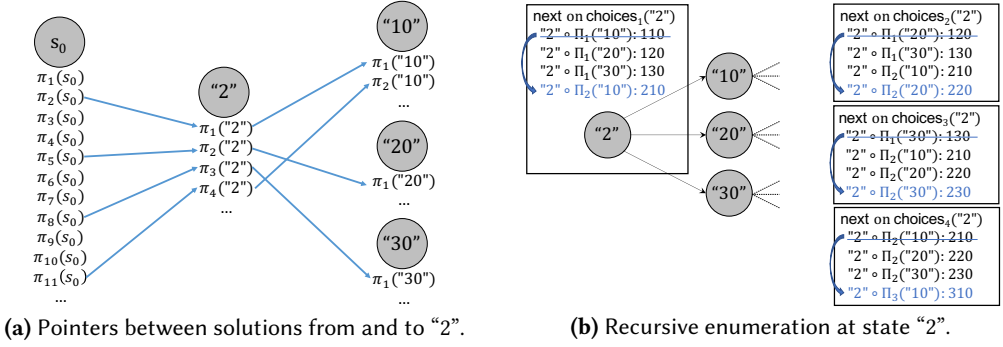 s₀
π₁(s₀)
π₂(s₀)
π₃(s₀)
π₄(s₀)
π₅(s₀)
π₆(s₀)
π₇(s₀)
π₈(s₀)
π₉(s₀)
π₁₀(s₀)
π₁₁(s₀)
...
“2”
π₁("2")
π₂("2")
π₃("2")
π₄("2")
...
“10”
π₁("10")
π₂("10")
...
“20”
π₁("20")
...
“30”
π₁("30")
...
(a) Pointers between solutions from and to “2”.
next on choices₁("2")
"2" ∘ Π₁("10"): 110
"2" ∘ Π₁("20"): 120
"2" ∘ Π₁("30"): 130
"2" ∘ Π₂("10"): 210
“2”
“10”
“20”
“30”
next on choices₂("2")
"2" ∘ Π₁("20"): 120
"2" ∘ Π₁("30"): 130
"2" ∘ Π₂("10"): 210
"2" ∘ Π₂("20"): 220
next on choices₃("2")
"2" ∘ Π₁("30"): 130
"2" ∘ Π₂("10"): 210
"2" ∘ Π₂("20"): 220
"2" ∘ Π₂("30"): 230
next on choices₄("2")
"2" ∘ Π₂("10"): 210
"2" ∘ Π₂("20"): 220
"2" ∘ Π₂("30"): 230
"2" ∘ Π₃("10"): 310
(b) Recursive enumeration at state “2”.